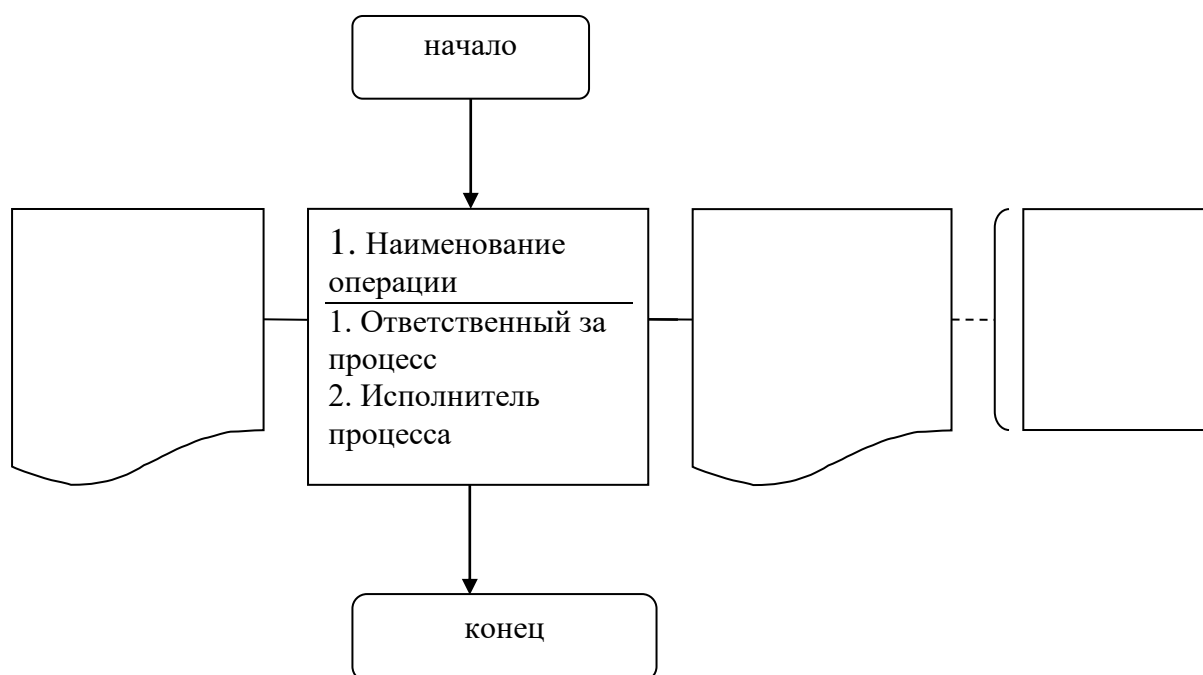 начало
1. Наименование
операции
1. Ответственный за
процесс
2. Исполнитель
процесса
конец